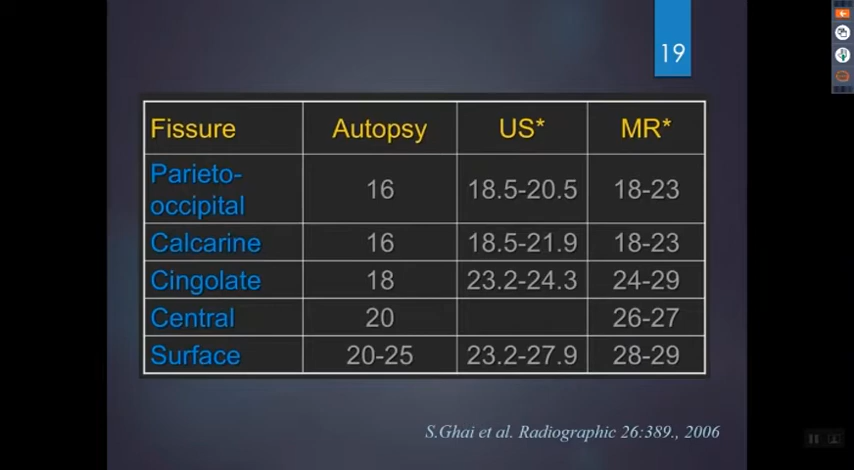 19
Fissure Autopsy US* MR*
Parieto-
occipital 16 18.5-20.5 18-23
Calcarine 16 18.5-21.9 18-23
Cingolate 18 23.2-24.3 24-29
Central 20 26-27
Surface 20-25 23.2-27.9 28-29
S.Ghai et al. Radiographic 26:389., 2006